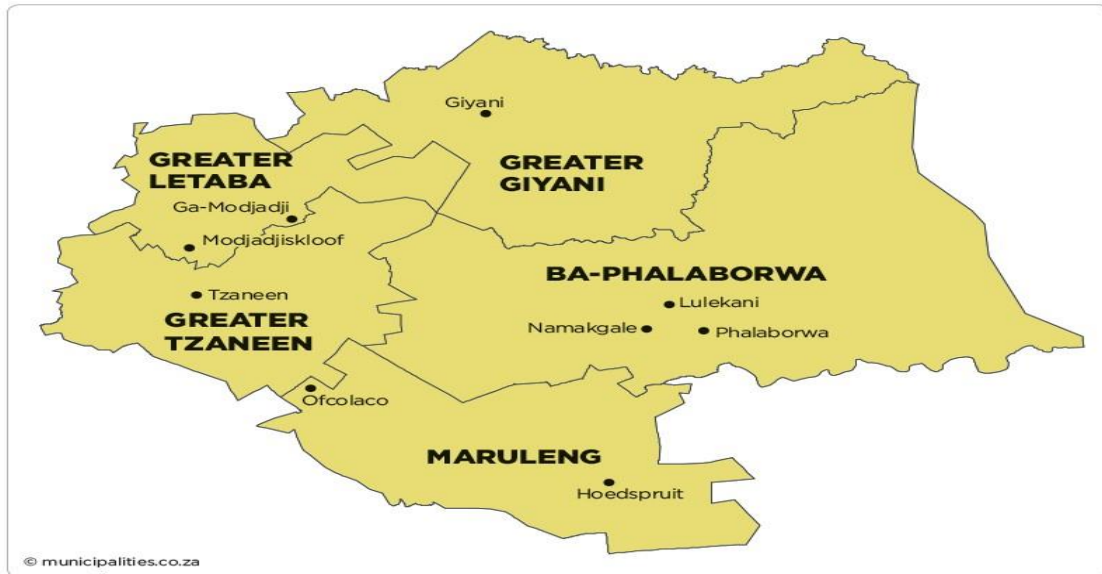 Giyani
GREATER
LETABA
GREATER
GIYANI
Ga-Modjadji
Modjadjiskloof
BA-PHALABORWA
Tzaneen
Lulekani
GREATER
TZANEEN
Namakgale
Phalaborwa
Ofcolaco
MARULENG
Hoedspruit
© municipalities.co.za